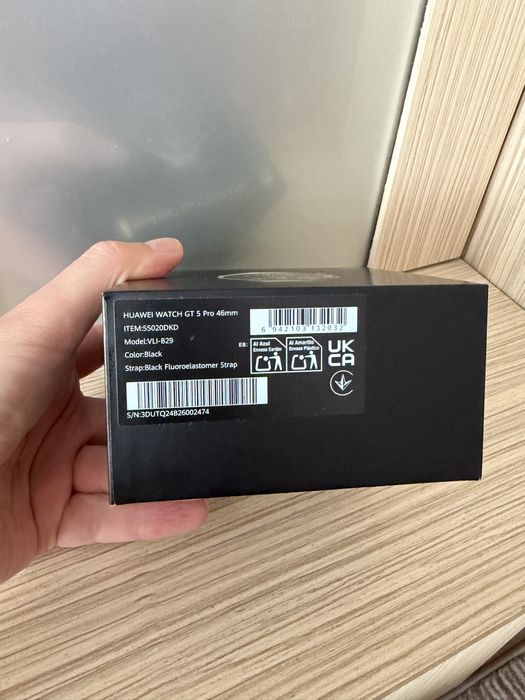 HUAWEI WATCH GT 5 Pro 46mm
ITEM:55020DKD
Model:VLI-B29
Color:Black
Strap:Black Fluoroelastomer Strap
S/N:3DUTQ24B26002474
6 942103 132032
ES:
Al Azul
Envase Cartón
Al Amarillo
Envase Plástico
UK
CA